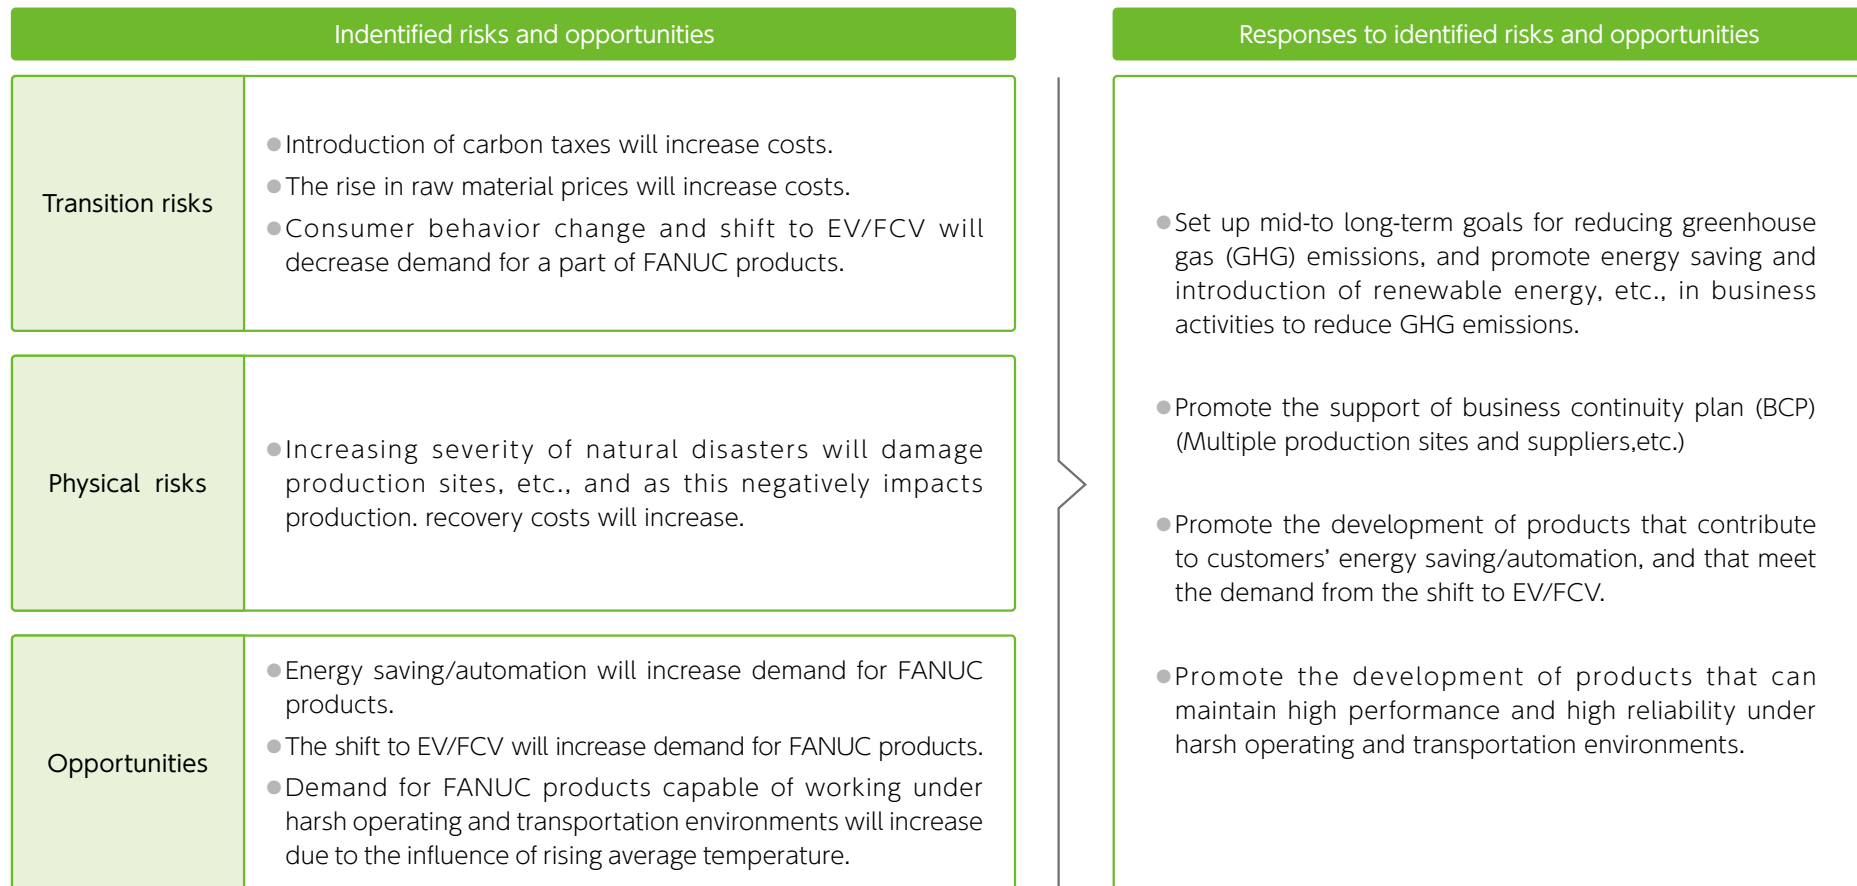 Indentified risks and opportunities
Transition risks
●Introduction of carbon taxes will increase costs.
●The rise in raw material prices will increase costs.
●Consumer behavior change and shift to EV/FCV will
decrease demand for a part of FANUC products.
Physical risks
●Increasing severity of natural disasters will damage
production sites, etc., and as this negatively impacts
production. recovery costs will increase.
Opportunities
●Energy saving/automation will increase demand for FANUC
products.
●The shift to EV/FCV will increase demand for FANUC products.
●Demand for FANUC products capable of working under
harsh operating and transportation environments will increase
due to the influence of rising average temperature.
Responses to identified risks and opportunities
●Set up mid-to long-term goals for reducing greenhouse
gas (GHG) emissions, and promote energy saving and
introduction of renewable energy, etc., in business
activities to reduce GHG emissions.
●Promote the support of business continuity plan (BCP)
(Multiple production sites and suppliers,etc.)
●Promote the development of products that contribute
to customers’ energy saving/automation, and that meet
the demand from the shift to EV/FCV.
●Promote the development of products that can
maintain high performance and high reliability under
harsh operating and transportation environments.